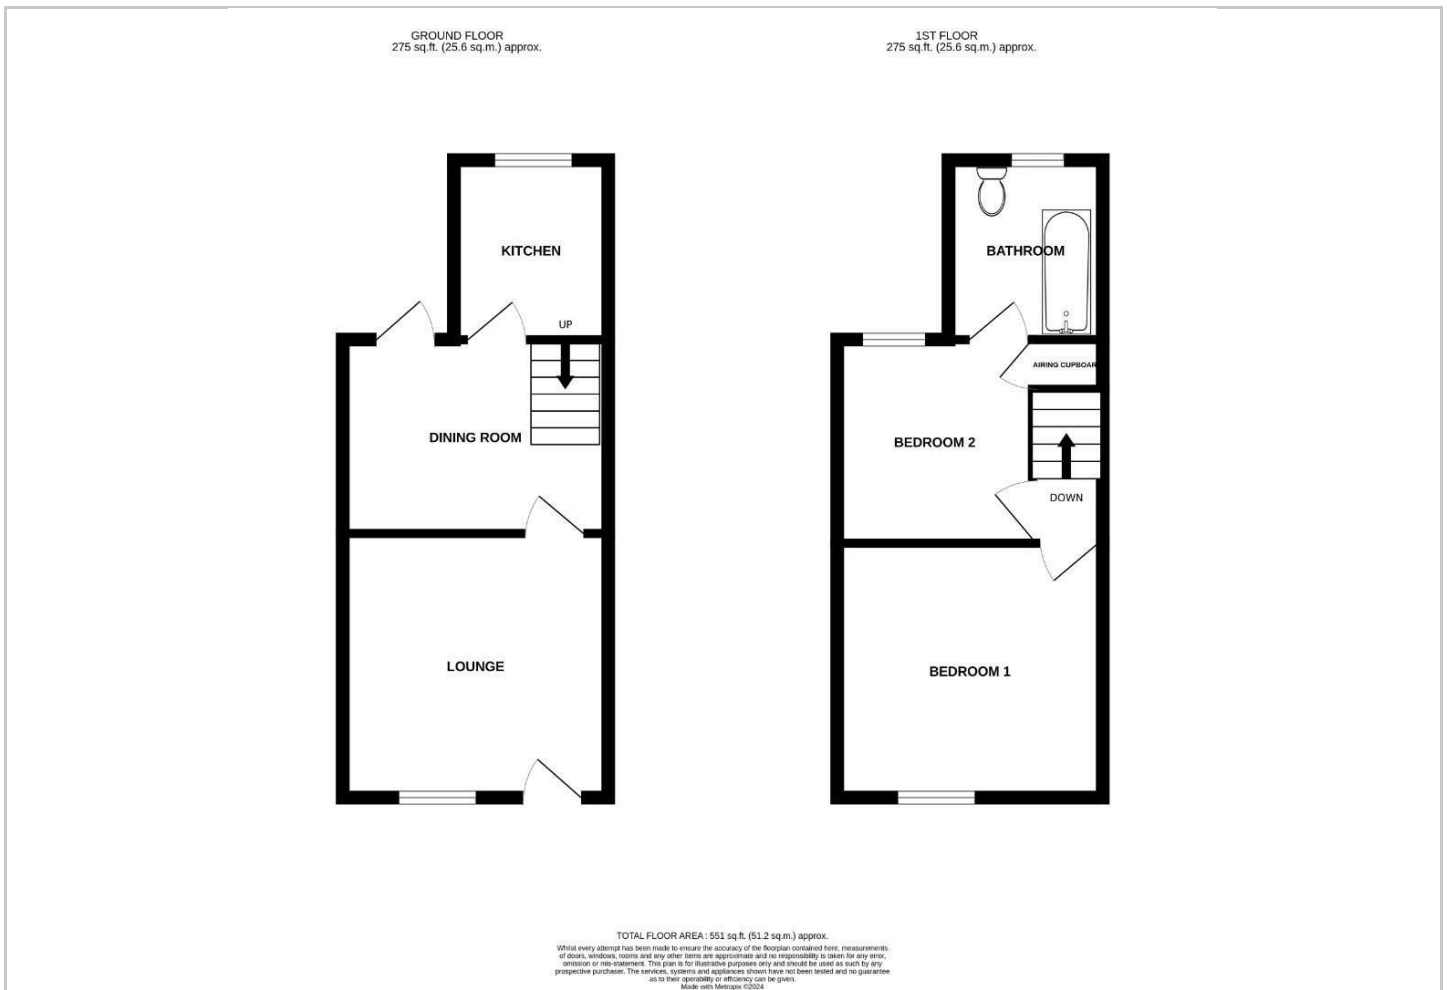 GROUND FLOOR
275 sq.ft. (25.6 sq.m.) approx.
1ST FLOOR
275 sq.ft. (25.6 sq.m.) approx.
KITCHEN
UP
DINING ROOM
LOUNGE
BATHROOM
AIRING CUPBOAR
BEDROOM 2
DOWN
BEDROOM 1
TOTAL FLOOR AREA : 551 sq.ft. (51.2 sq.m.) approx.
Whilst every attempt has been made to ensure the accuracy of the floorplan contained here, measurements
of doors, windows, rooms and any other items are approximate and no responsibility is taken for any error,
omission or mis-statement. This plan is for illustrative purposes only and should be used as such by any
prospective purchaser. The services, systems and appliances shown have not been tested and no guarantee
as to their operability or efficiency can be given.
Made with Metropix ©2024